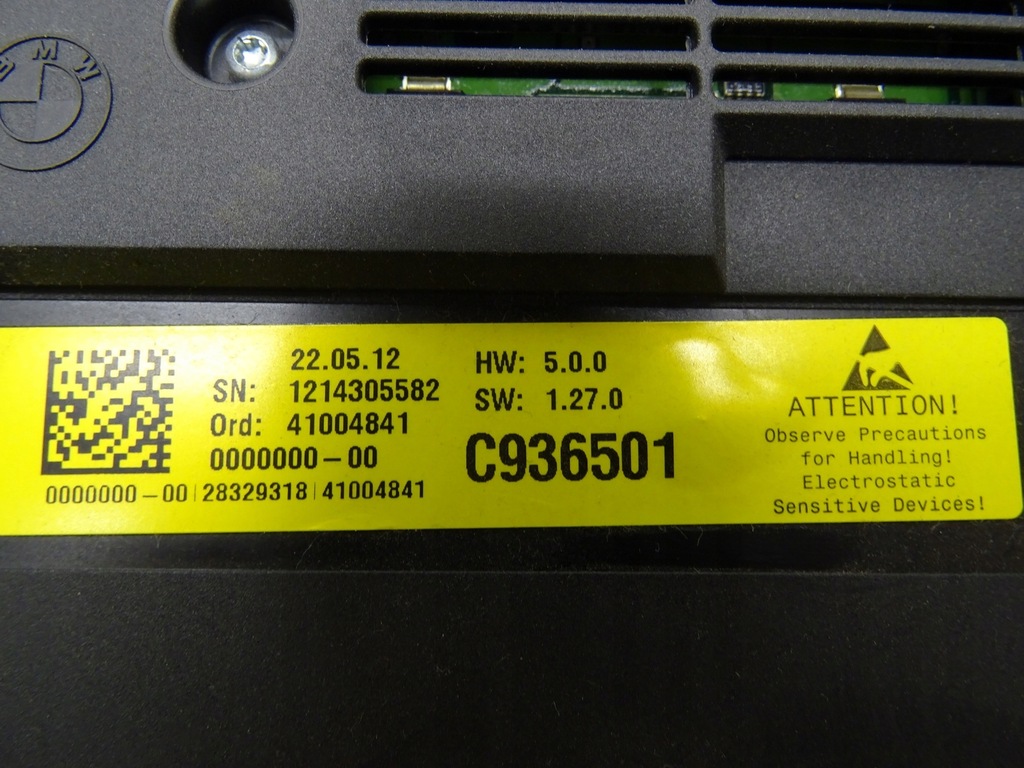 BMW
22.05.12
SN: 1214305582
Ord: 41004841
0000000-00
0000000-00|28329318|41004841
HW: 5.0.0
SW: 1.27.0
C936501
ATTENTION!
Observe Precautions
for Handling!
Electrostatic
Sensitive Devices!